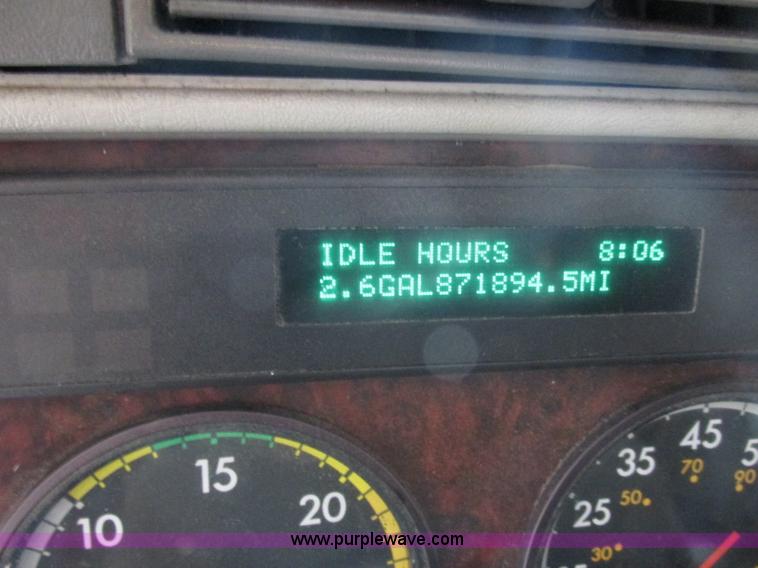 IDLE HOURS 8:06
2.6GAL871894.5MI
10 15 20
25 35 45
30 50 70 90
www.purplewave.com